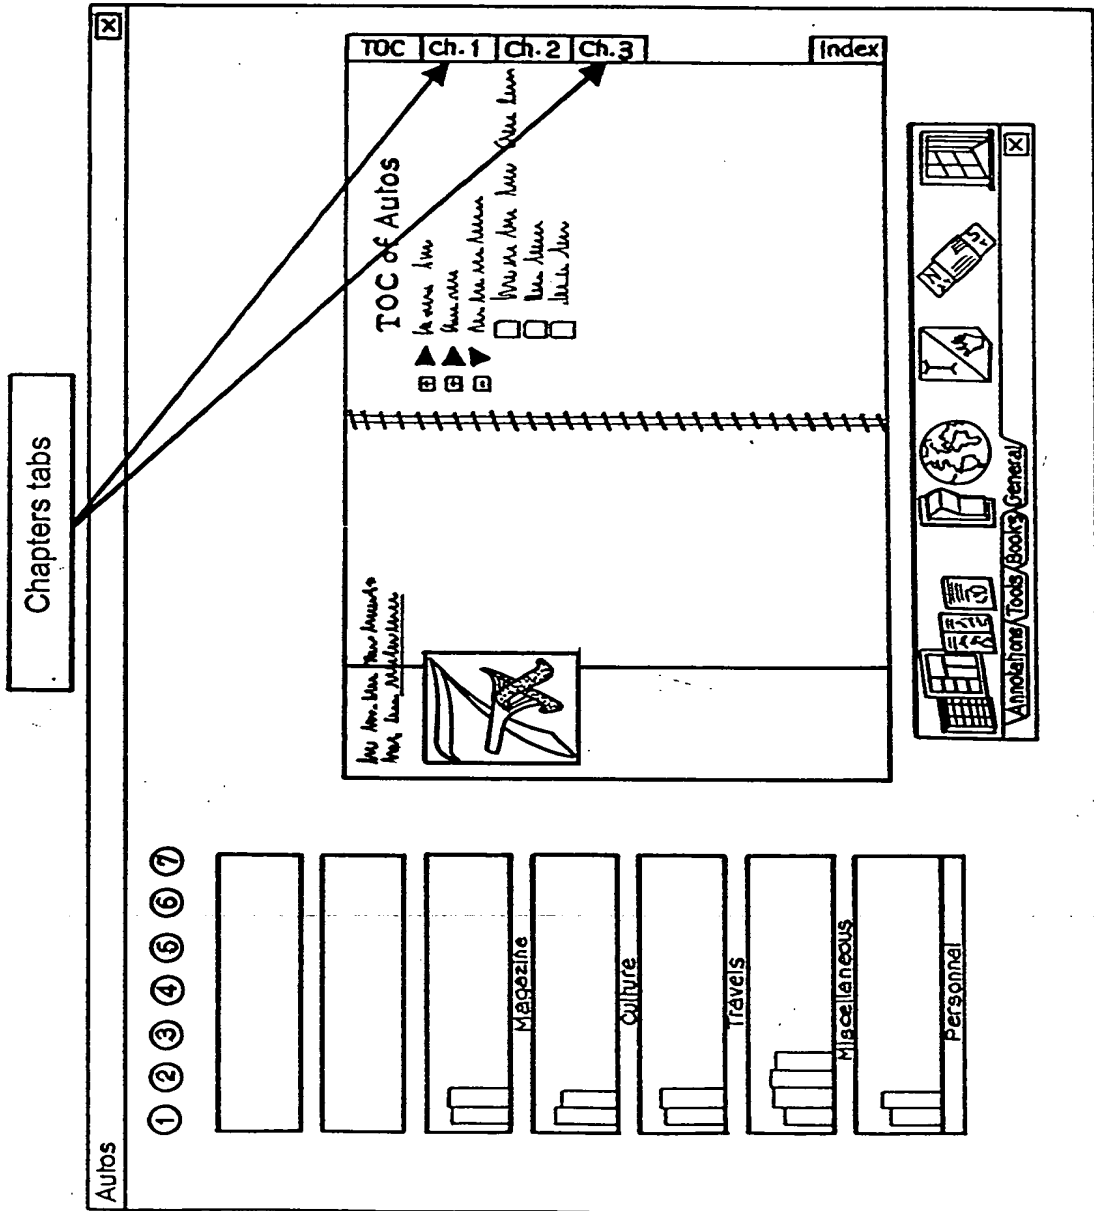 Chapters tabs
Autos
1 2 3 4 5 6 7
Magazine
Culture
Travels
Miscellaneous
Personnel
TOC Ch. 1 Ch. 2 Ch. 3 Index
TOC of Autos
Annotations Tools Books General